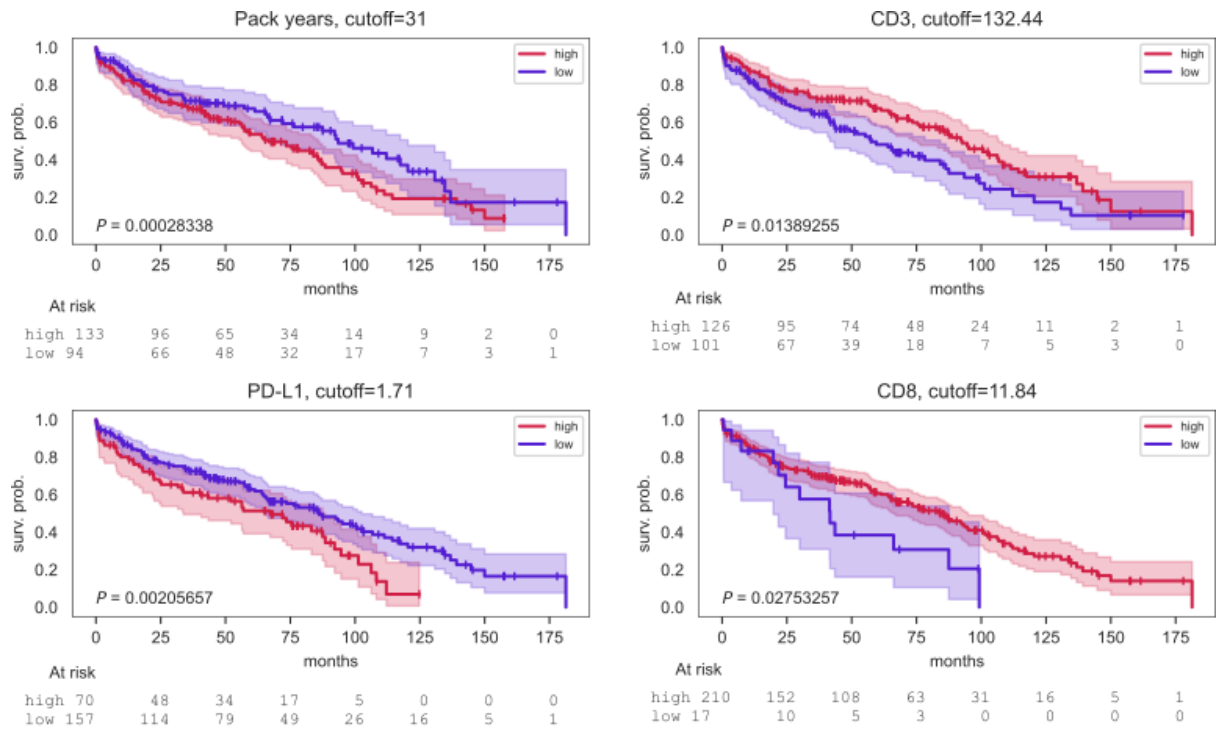 Pack years, cutoff=31
surv. prob.
1.0
0.8
0.6
0.4
0.2
0.0
high
low
P = 0.00028338
0 25 50 75 100 125 150 175
months
At risk
high 133 96 65 34 14 9 2 0
low 94 66 48 32 17 7 3 1
CD3, cutoff=132.44
surv. prob.
1.0
0.8
0.6
0.4
0.2
0.0
high
low
P = 0.01389255
0 25 50 75 100 125 150 175
months
At risk
high 126 95 74 48 24 11 2 1
low 101 67 39 18 7 5 3 0
PD-L1, cutoff=1.71
surv. prob.
1.0
0.8
0.6
0.4
0.2
0.0
high
low
P = 0.00205657
0 25 50 75 100 125 150 175
months
At risk
high 70 48 34 17 5 0 0 0
low 157 114 79 49 26 16 5 1
CD8, cutoff=11.84
surv. prob.
1.0
0.8
0.6
0.4
0.2
0.0
high
low
P = 0.02753257
0 25 50 75 100 125 150 175
months
At risk
high 210 152 108 63 31 16 5 1
low 17 10 5 3 0 0 0 0